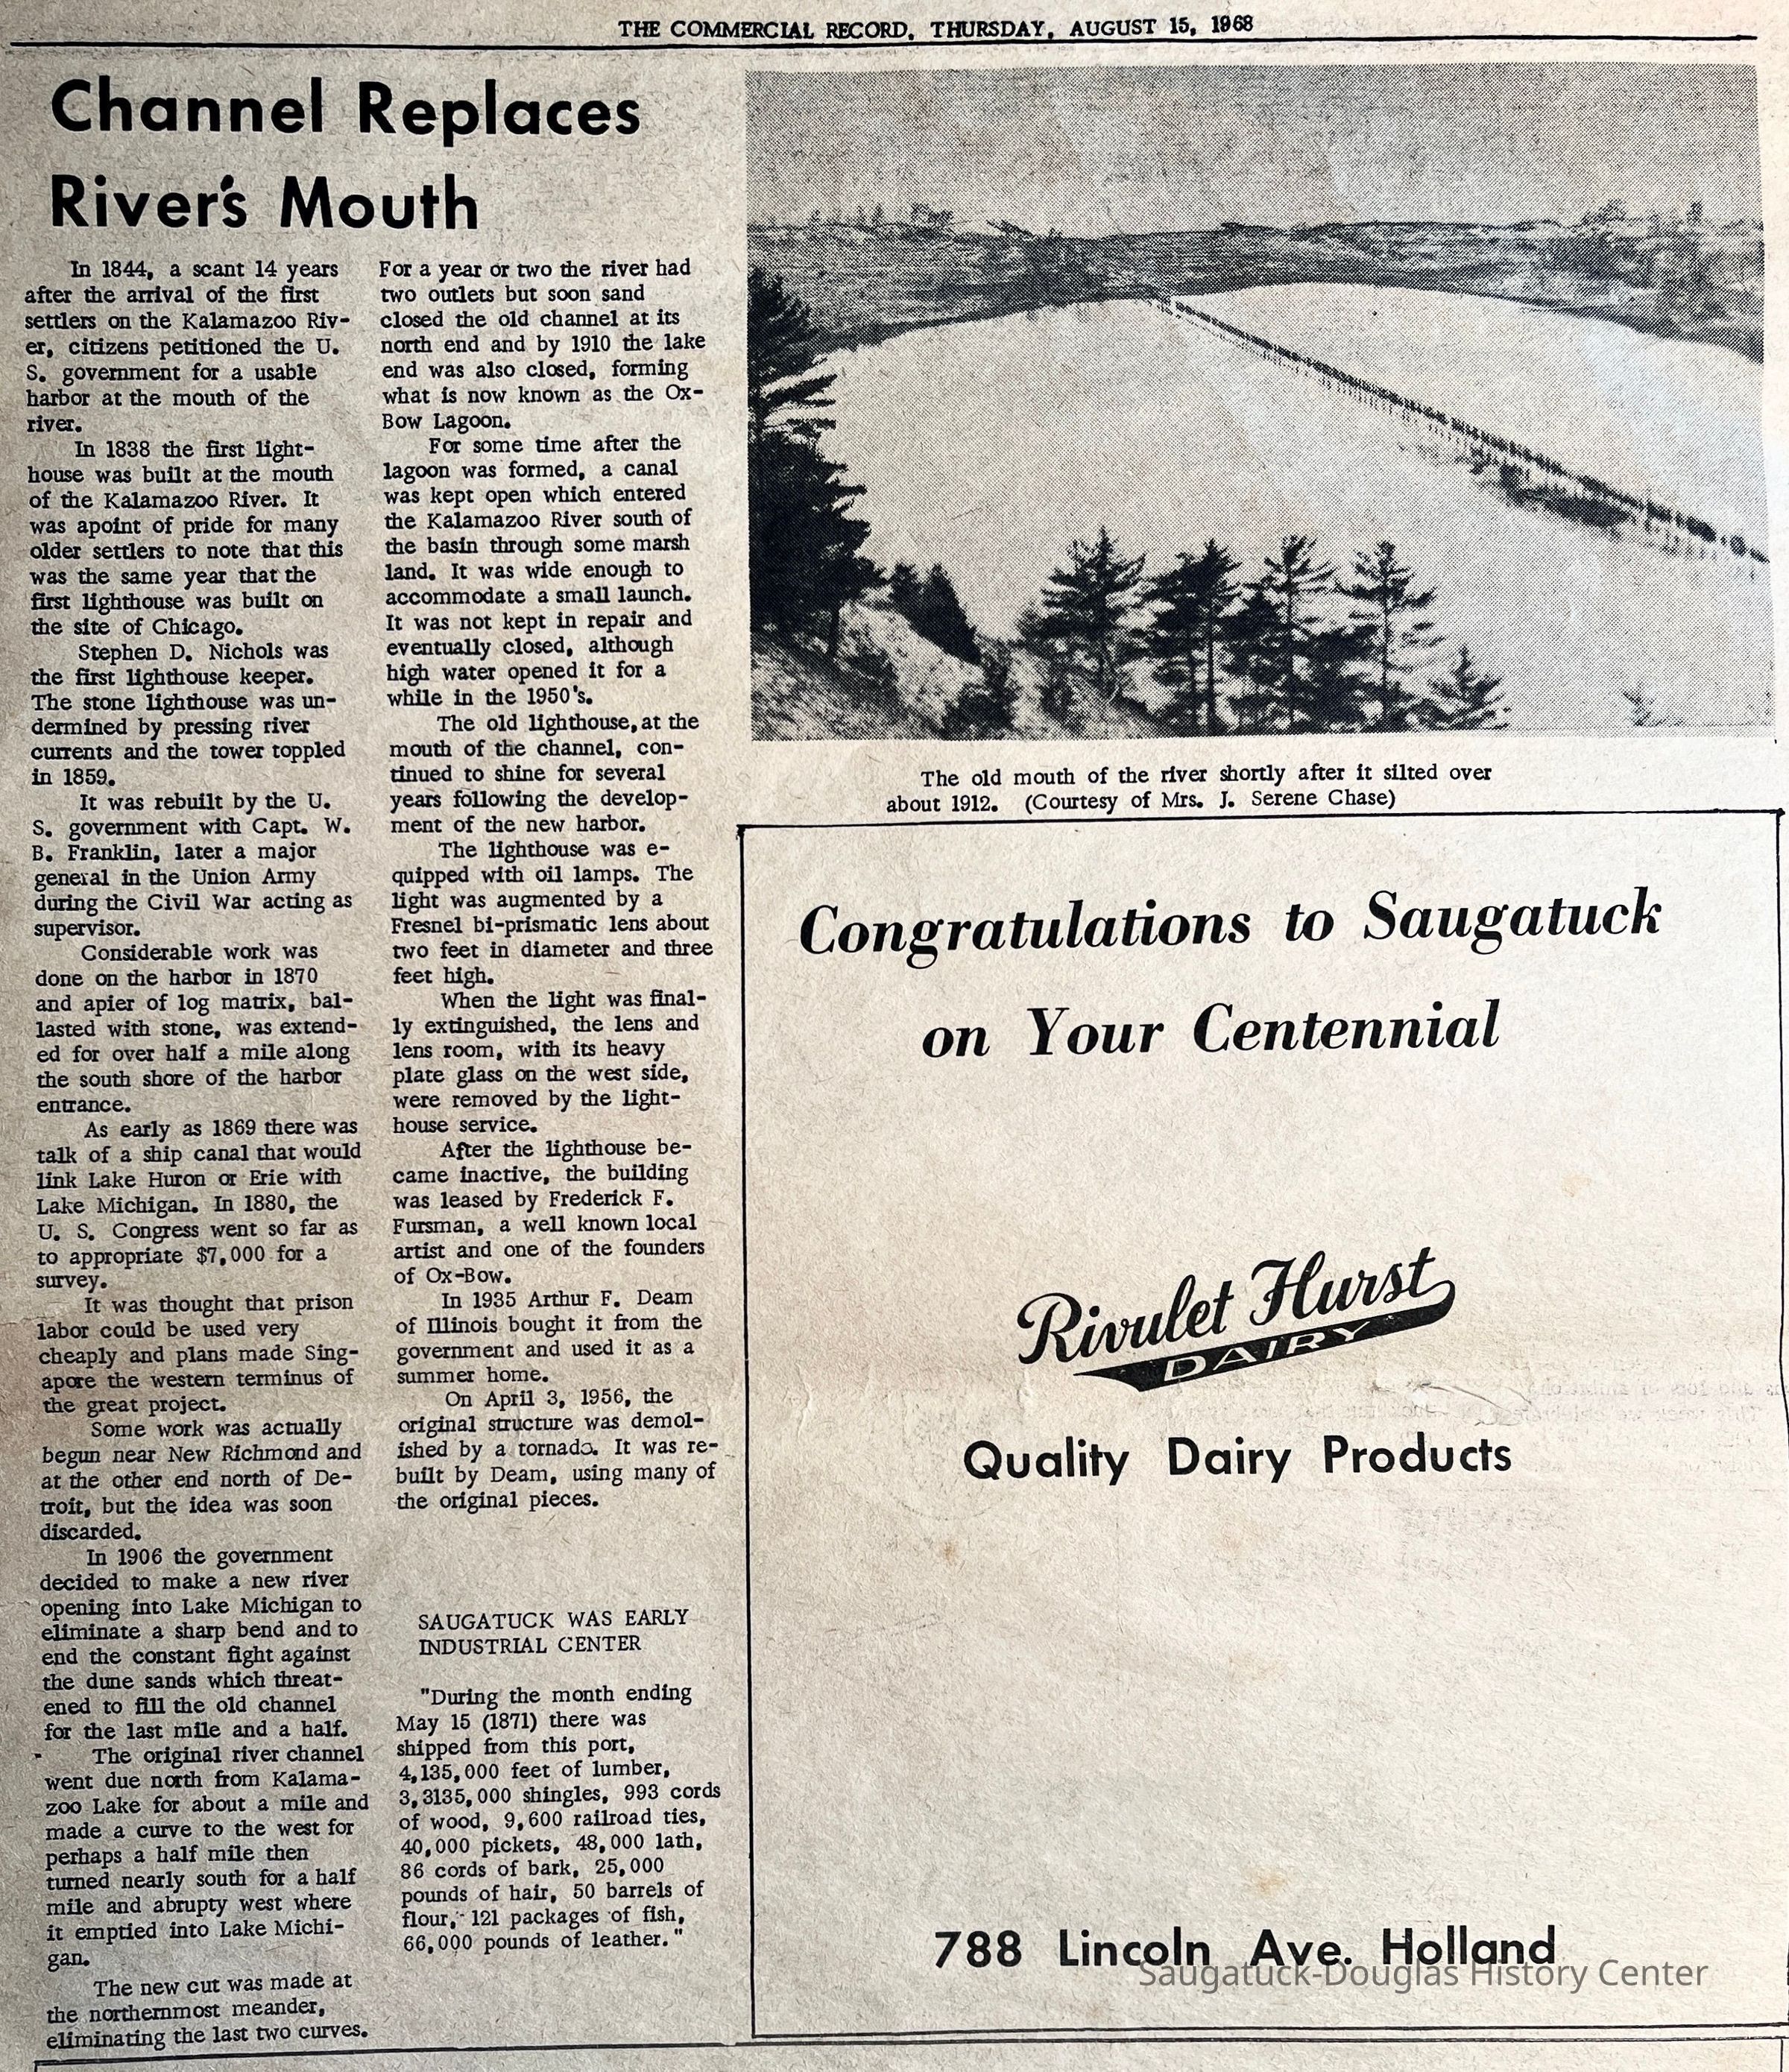 THE COMMERCIAL RECORD, THURSDAY, AUGUST 15, 1968
Channel Replaces
River's Mouth
In 1844, a scant 14 years
after the arrival of the first
settlers on the Kalamazoo Riv-
er, citizens petitioned the U.
S. government for a usable
harbor at the mouth of the
river.
In 1838 the first light-
house was built at the mouth
of the Kalamazoo River. It
was apoint of pride for many
older settlers to note that this
was the same year that the
first lighthouse was built on
the site of Chicago.
Stephen D. Nichols was
the first lighthouse keeper.
The stone lighthouse was un-
dermined by pressing river
currents and the tower toppled
in 1859.
It was rebuilt by the U.
S. government with Capt. W.
B. Franklin, later a major
general in the Union Army
during the Civil War acting as
supervisor.
Considerable work was
done on the harbor in 1870
and apier of log matrix, bal-
lasted with stone, was extend-
ed for over half a mile along
the south shore of the harbor
entrance.
As early as 1869 there was
talk of a ship canal that would
link Lake Huron or Erie with
Lake Michigan. In 1880, the
U. S. Congress went so far as
to appropriate $7,000 for a
survey.
It was thought that prison
labor could be used very
cheaply and plans made Sing-
apore the western terminus of
the great project.
Some work was actually
begun near New Richmond and
at the other end north of De-
troit, but the idea was soon
discarded.
In 1906 the government
decided to make a new river
opening into Lake Michigan to
eliminate a sharp bend and to
end the constant fight against
the dune sands which threat-
ened to fill the old channel
for the last mile and a half.
The original river channel
went due north from Kalama-
zoo Lake for about a mile and
made a curve to the west for
perhaps a half mile then
turned nearly south for a half
mile and abrupty west where
it emptied into Lake Michi-
gan.
The new cut was made at
the northernmost meander,
eliminating the last two curves.
For a year or two the river had
two outlets but soon sand
closed the old channel at its
north end and by 1910 the lake
end was also closed, forming
what is now known as the Ox-
Bow Lagoon.
For some time after the
lagoon was formed, a canal
was kept open which entered
the Kalamazoo River south of
the basin through some marsh
land. It was wide enough to
accommodate a small launch.
It was not kept in repair and
eventually closed, although
high water opened it for a
while in the 1950's.
The old lighthouse, at the
mouth of the channel, con-
tinued to shine for several
years following the develop-
ment of the new harbor.
The lighthouse was e-
quipped with oil lamps. The
light was augmented by a
Fresnel bi-prismatic lens about
two feet in diameter and three
feet high.
When the light was final-
ly extinguished, the lens and
lens room, with its heavy
plate glass on the west side,
were removed by the light-
house service.
After the lighthouse be-
came inactive, the building
was leased by Frederick F.
Fursman, a well known local
artist and one of the founders
of Ox-Bow.
In 1935 Arthur F. Deam
of Illinois bought it from the
government and used it as a
summer home.
On April 3, 1956, the
original structure was demol-
ished by a tornado. It was re-
built by Deam, using many of
the original pieces.
SAUGATUCK WAS EARLY
INDUSTRIAL CENTER
"During the month ending
May 15 (1871) there was
shipped from this port,
4,135,000 feet of lumber,
3,3135,000 shingles, 993 cords
of wood, 9,600 railroad ties,
40,000 pickets, 48,000 lath,
86 cords of bark, 25,000
pounds of hair, 50 barrels of
flour, 121 packages of fish,
66,000 pounds of leather."
The old mouth of the river shortly after it silted over
about 1912. (Courtesy of Mrs. J. Serene Chase)
Congratulations to Saugatuck
on Your Centennial
Rivulet Hurst
DAIRY
Quality Dairy Products
788 Lincoln Ave. Holland
Saugatuck-Douglas History Center